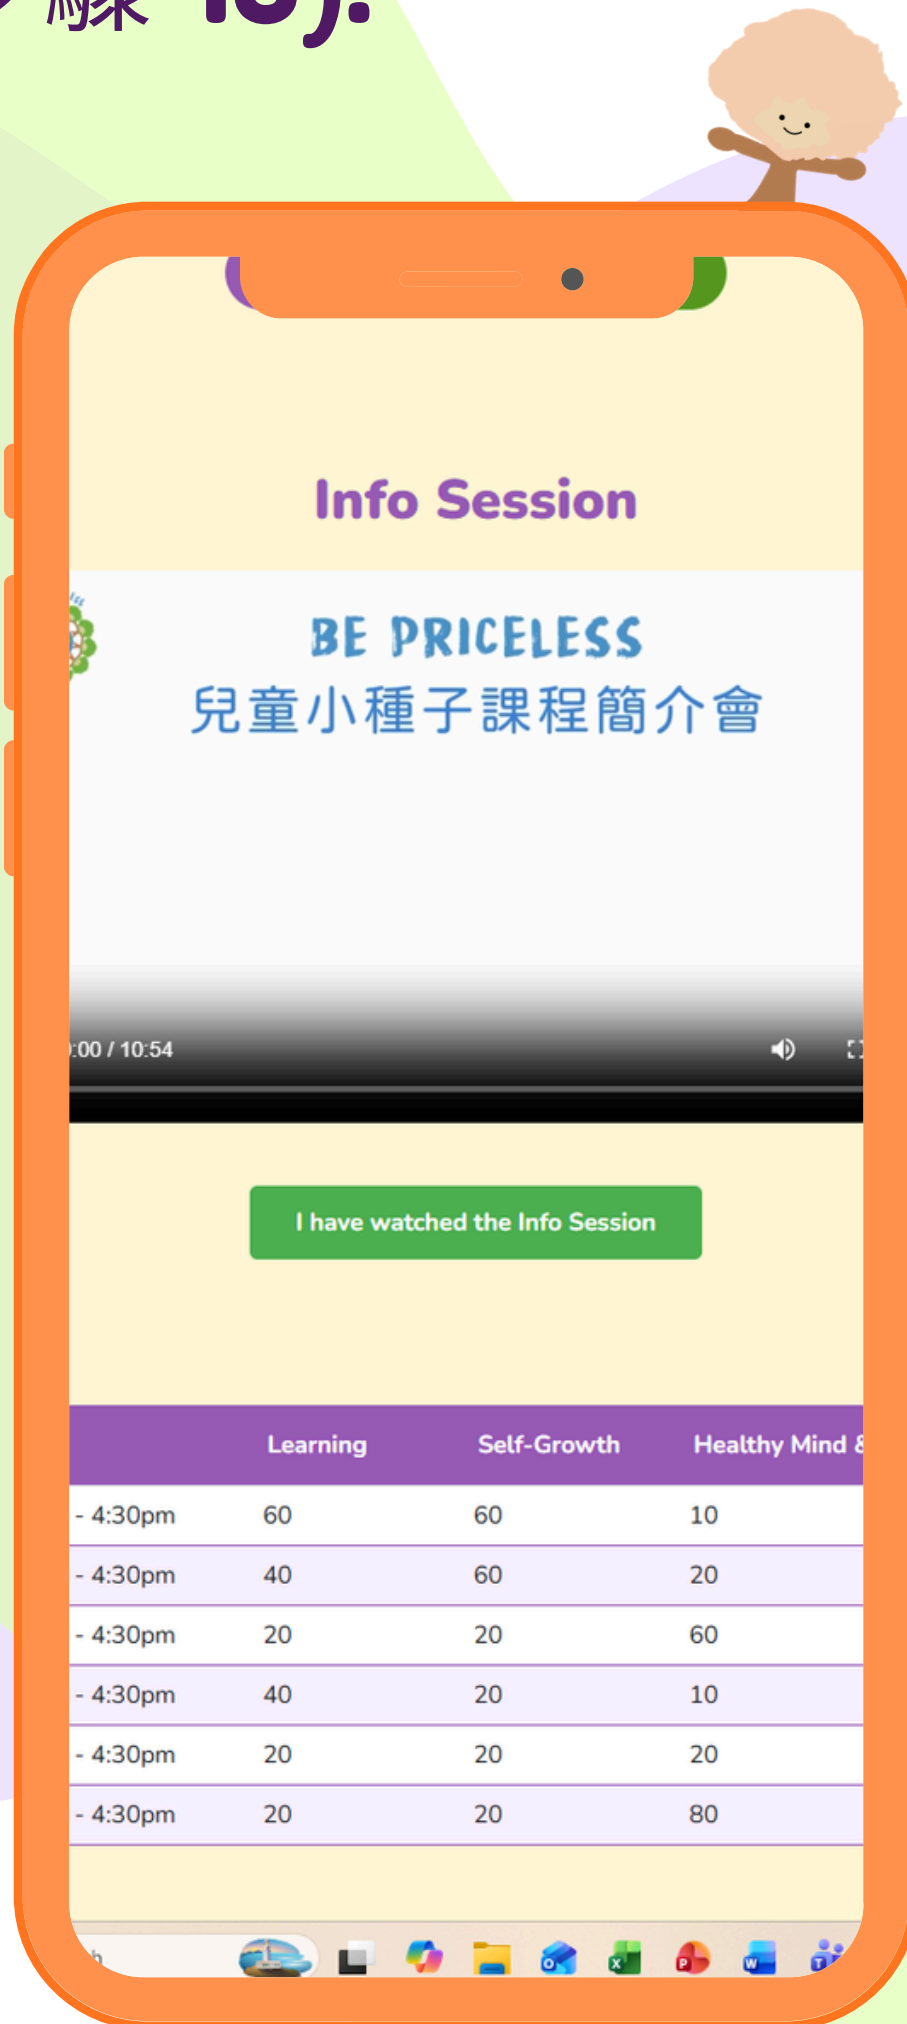 驟 10).
Info Session
BE PRICELESS
兒童小種子課程簡介會
:00 / 10:54
I have watched the Info Session
Learning Self-Growth Healthy Mind &
- 4:30pm 60 60 10
- 4:30pm 40 60 20
- 4:30pm 20 20 60
- 4:30pm 40 20 10
- 4:30pm 20 20 20
- 4:30pm 20 20 80